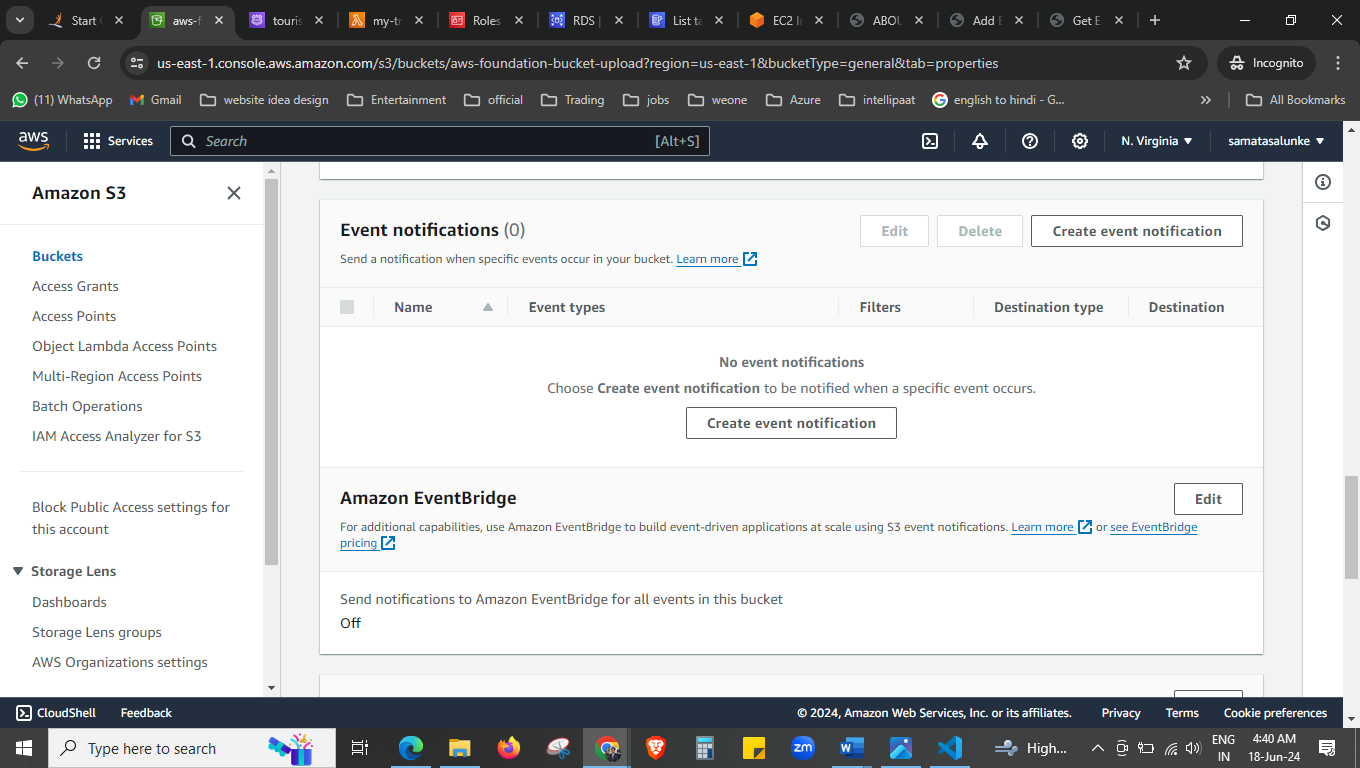 Start
aws-f
touris
my-tr
Roles
RDS |
List ta
EC2 In
ABOU
Add E
Get E
us-east-1.console.aws.amazon.com/s3/buckets/aws-foundation-bucket-upload?region=us-east-1&bucketType=general&tab=properties
Incognito
(11) WhatsApp
Gmail
website idea design
Entertainment
official
Trading
jobs
weone
Azure
intellipaat
english to hindi - G...
All Bookmarks
aws
Services
Search
[Alt+S]
N. Virginia
samatasalunke
Amazon S3
Buckets
Access Grants
Access Points
Object Lambda Access Points
Multi-Region Access Points
Batch Operations
IAM Access Analyzer for S3
Block Public Access settings for
this account
Storage Lens
Dashboards
Storage Lens groups
AWS Organizations settings
Event notifications (0)
Edit
Delete
Create event notification
Send a notification when specific events occur in your bucket. Learn more
Name
Event types
Filters
Destination type
Destination
No event notifications
Choose Create event notification to be notified when a specific event occurs.
Create event notification
Amazon EventBridge
Edit
For additional capabilities, use Amazon EventBridge to build event-driven applications at scale using S3 event notifications. Learn more or see EventBridge
pricing
Send notifications to Amazon EventBridge for all events in this bucket
Off
CloudShell
Feedback
© 2024, Amazon Web Services, Inc. or its affiliates.
Privacy
Terms
Cookie preferences
Type here to search
zm
High...
ENG
IN
4:40 AM
18-Jun-24